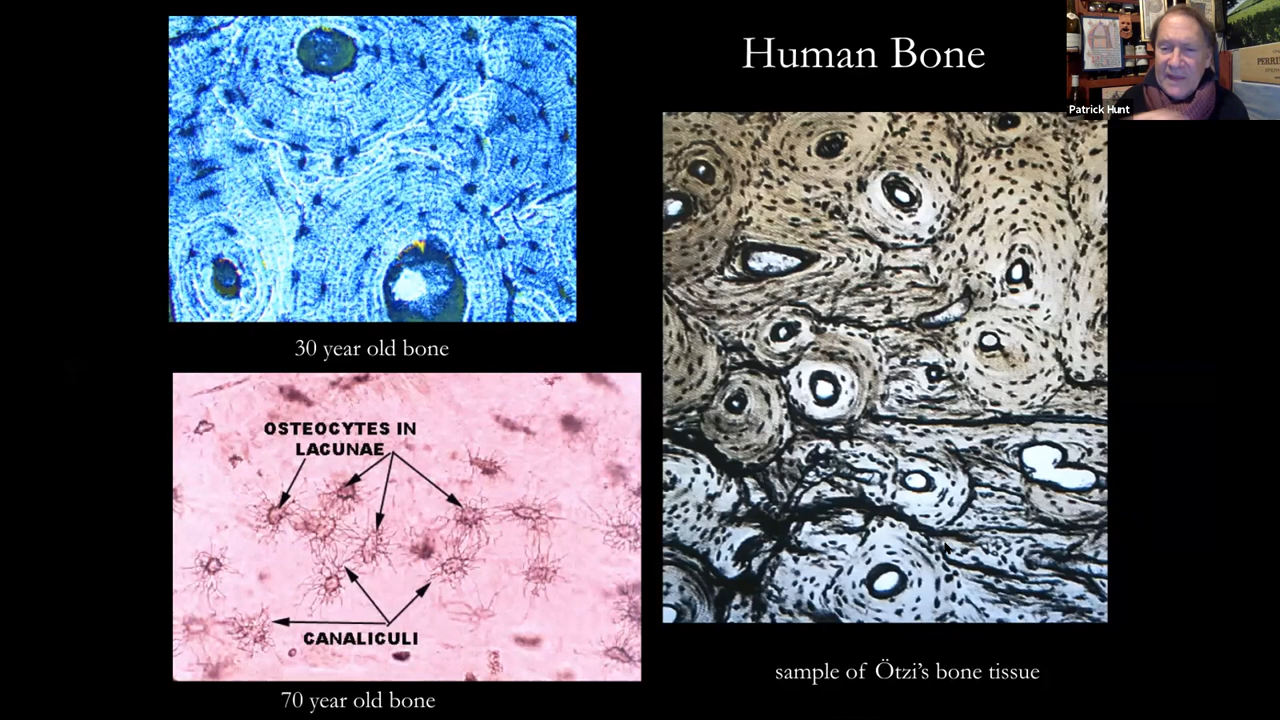 Human Bone
PERRI
Patrick Hunt
30 year old bone
OSTEOCYTES IN
LACUNAE
CANALICULI
sample of Ötzi's bone tissue
70 year old bone